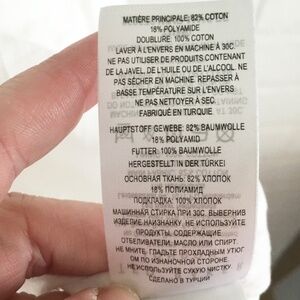 MATIÈRE PRINCIPALE: 82% COTON
18% POLYAMIDE
DOUBLURE: 100% COTON
LAVER À L'ENVERS EN MACHINE À 30C.
NE PAS UTILISER DE PRODUITS CONTENANT
DE LA JAVEL, DE L'HUILE OU DE L'ALCOOL. NE
PAS SÉCHER EN MACHINE. REPASSER À
BASSE TEMPÉRATURE SUR L'ENVERS
NE PAS NETTOYER À SEC.
FABRIQUÉ EN TURQUIE
HAUPTSTOFF GEWEBE: 82% BAUMWOLLE
18% POLYAMID
FUTTER: 100% BAUMWOLLE
HERGESTELLT IN DER TÜRKEI
ОСНОВНАЯ ТКАНЬ: 82% ХЛОПОК
18% ПОЛИАМИД
ПОДКЛАДКА: 100% ХЛОПОК
МАШИННАЯ СТИРКА ПРИ 30С. ВЫВЕРНИВ
ИЗДЕЛИЕ НАИЗНАНКУ. НЕ ИСПОЛЬЗУЙТЕ
ПРОДУКТЫ, СОДЕРЖАЩИЕ
ОТБЕЛИВАТЕЛИ, МАСЛО ИЛИ СПИРТ.
НЕ МЯТЬ. ГЛАДЬТЕ ПРОХЛАДНЫМ УТЮГ
ОМ ПО ИЗНАНОЧНОЙ СТОРОНЕ.
НЕ ИСПОЛЬЗУЙТЕ СУХУЮ ЧИСТКУ.
СДЕЛАНО В ТУРЦИИ